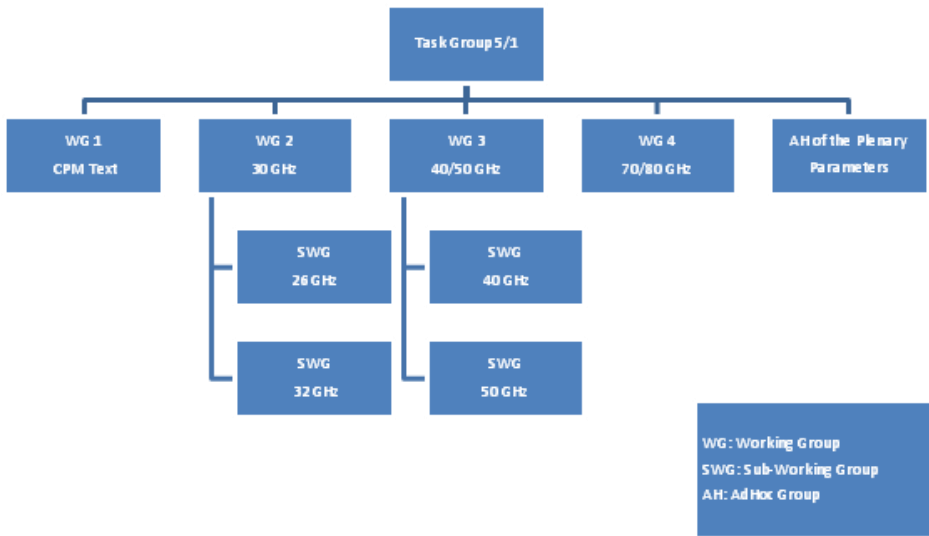 Task Group 5/1
WG 1
CPM Text
WG 2
30 GHz
WG 3
40/50 GHz
WG 4
70/80 GHz
AH of the Plenary
Parameters
SWG
26 GHz
SWG
32 GHz
SWG
40 GHz
SWG
50 GHz
WG: Working Group
SWG: Sub-Working Group
AH: AdHoc Group